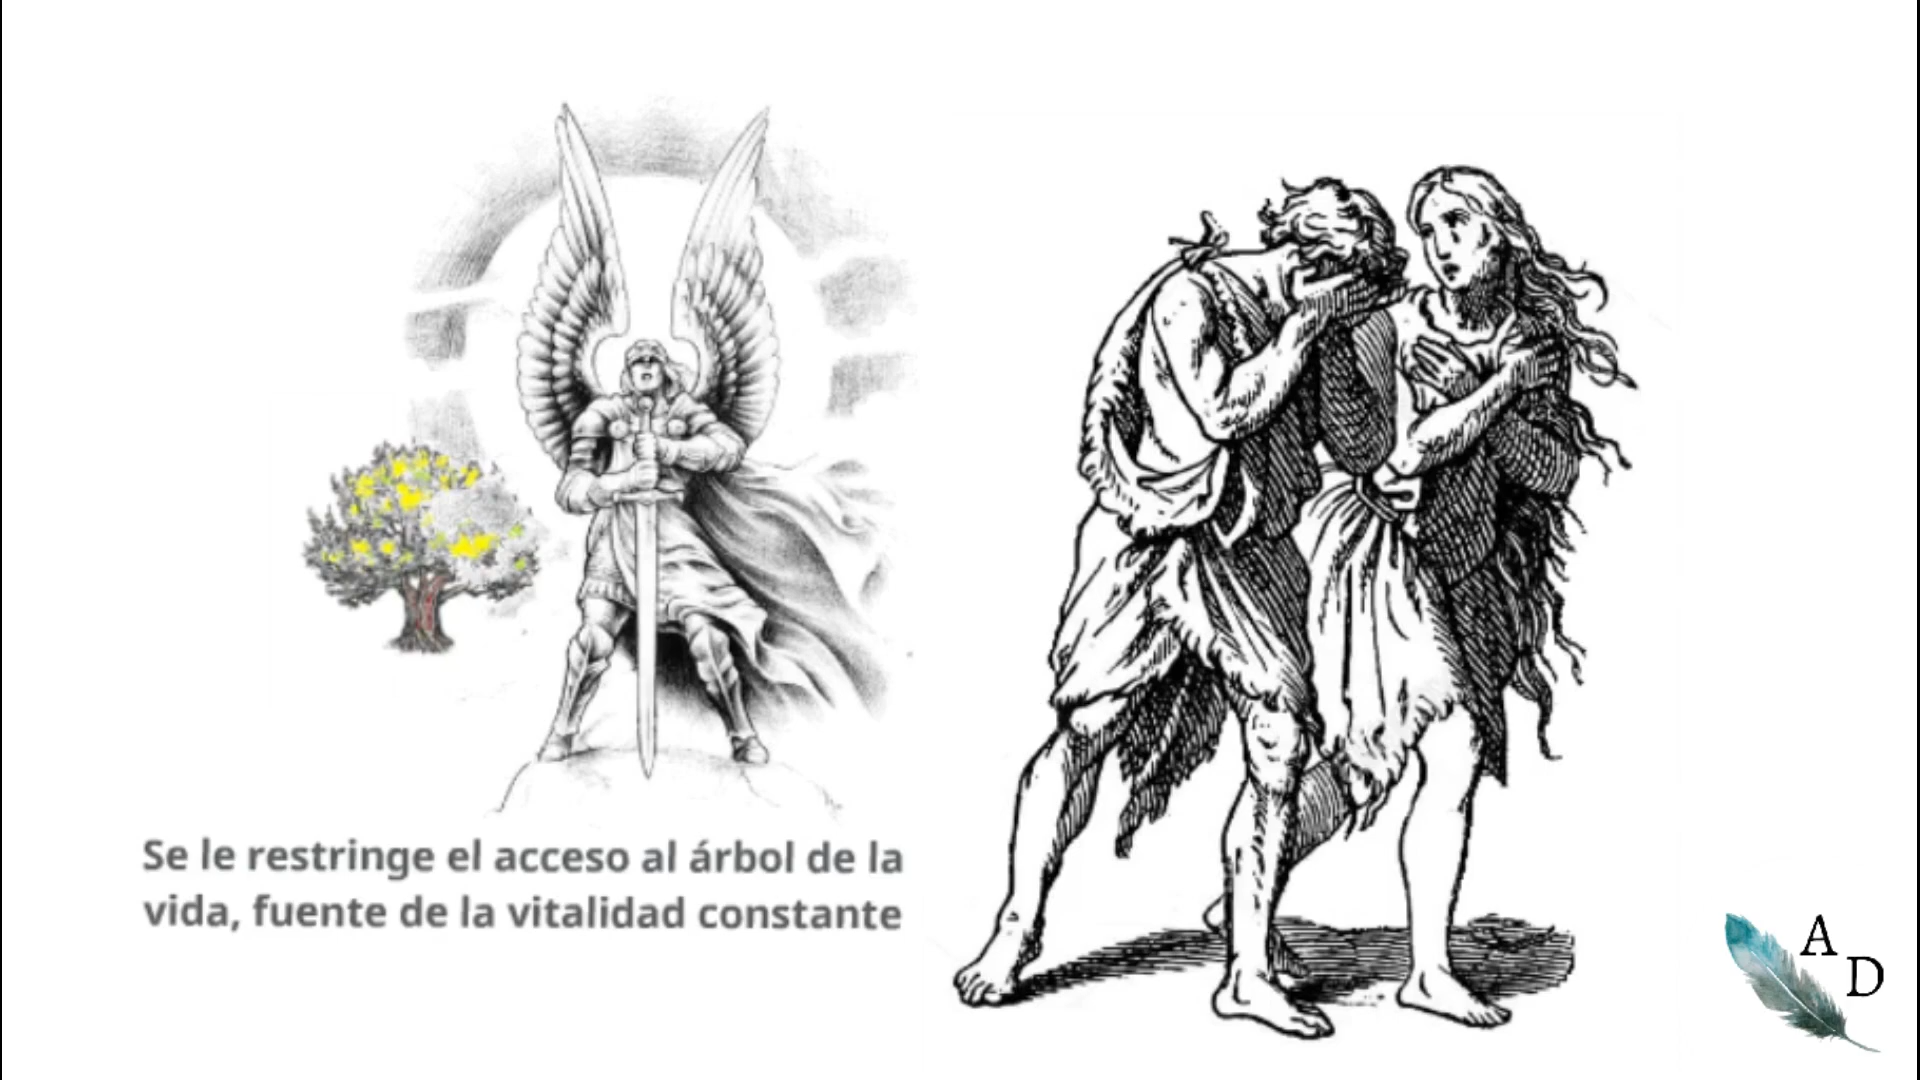 Se le restringe el acceso al árbol de la
vida, fuente de la vitalidad constante
A
D